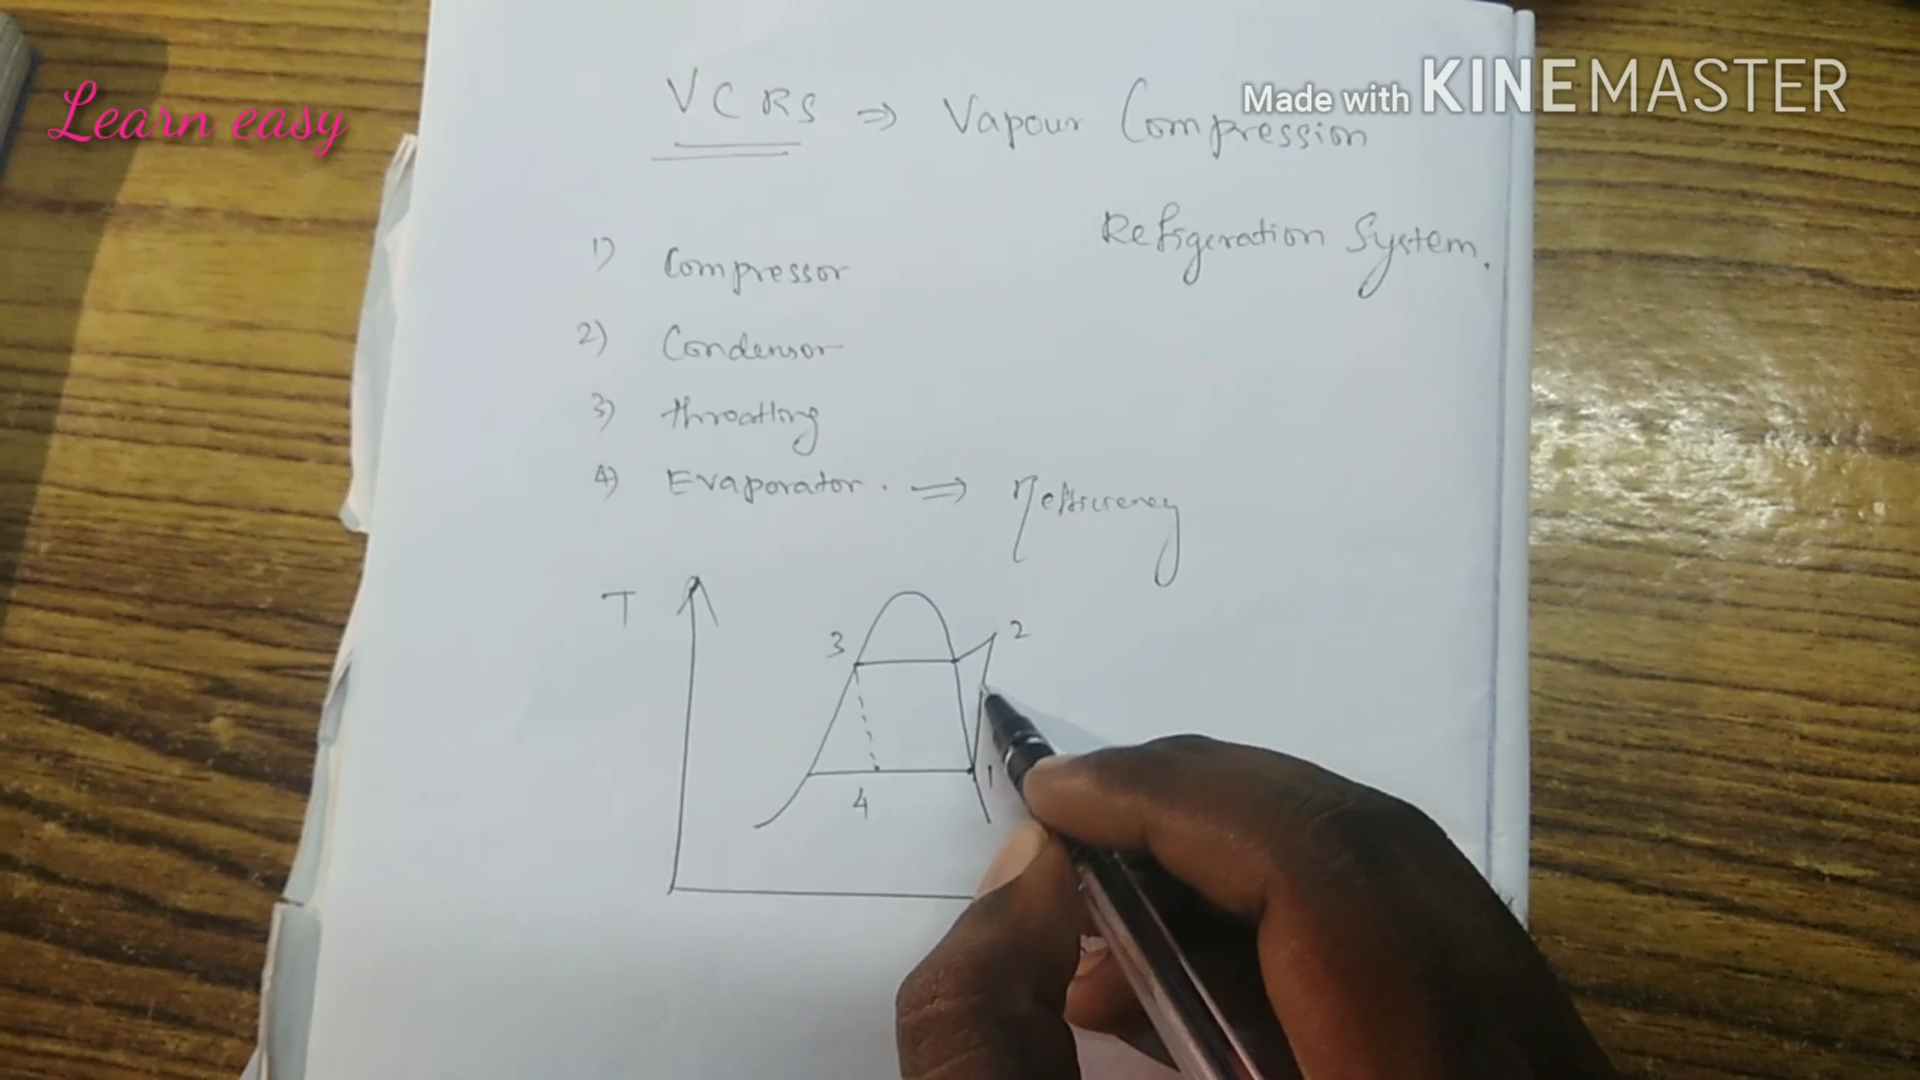 Learn easy
Made with KINEMASTER
VCRS ⇒ Vapour Compression
Refrigeration System.
1) Compressor
2) Condensor
3) throatling
4) Evaporator. ⇒ η efficiency
T
3
2
1
4